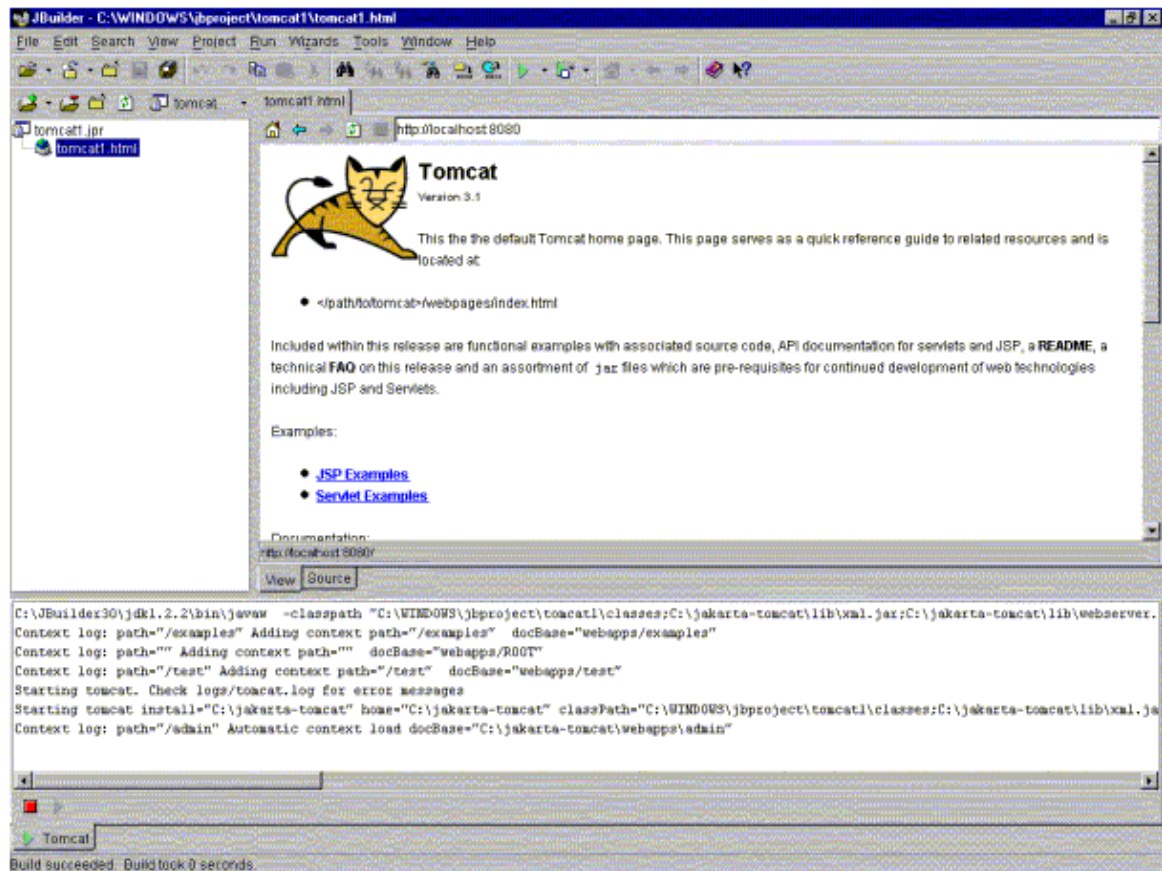 JBuilder - C:\WINDOWS\jbproject\tomcat1\tomcat1.html
File Edit Search View Project Run Wizards Tools Window Help
tomcat...
tomcat1.html
tomcat1.jpr
tomcat1.html
http://localhost:8080
Tomcat
Version 3.1
This the the default Tomcat home page. This page serves as a quick reference guide to related resources and is
located at:
</path/to/tomcat>/webpages/index.html
Included within this release are functional examples with associated source code, API documentation for servlets and JSP, a README, a
technical FAQ on this release and an assortment of jar files which are pre-requisites for continued development of web technologies
including JSP and Servlets.
Examples:
JSP Examples
Servlet Examples
Documentation:
http://localhost:8080/
View Source
C:\JBuilder30\jdk1.2.2\bin\javaw -classpath "C:\WINDOWS\jbproject\tomcat1\classes;C:\jakarta-tomcat\lib\xml.jar;C:\jakarta-tomcat\lib\webserver.
Context log: path="/examples" Adding context path="/examples" docBase="webapps/examples"
Context log: path="" Adding context path="" docBase="webapps/ROOT"
Context log: path="/test" Adding context path="/test" docBase="webapps/test"
Starting tomcat. Check logs/tomcat.log for error messages
Starting tomcat install="C:\jakarta-tomcat" home="C:\jakarta-tomcat" classPath="C:\WINDOWS\jbproject\tomcat1\classes;C:\jakarta-tomcat\lib\xml.ja
Context log: path="/admin" Automatic context load docBase="C:\jakarta-tomcat\webapps\admin"
Tomcat
Build succeeded. Build took 0 seconds.